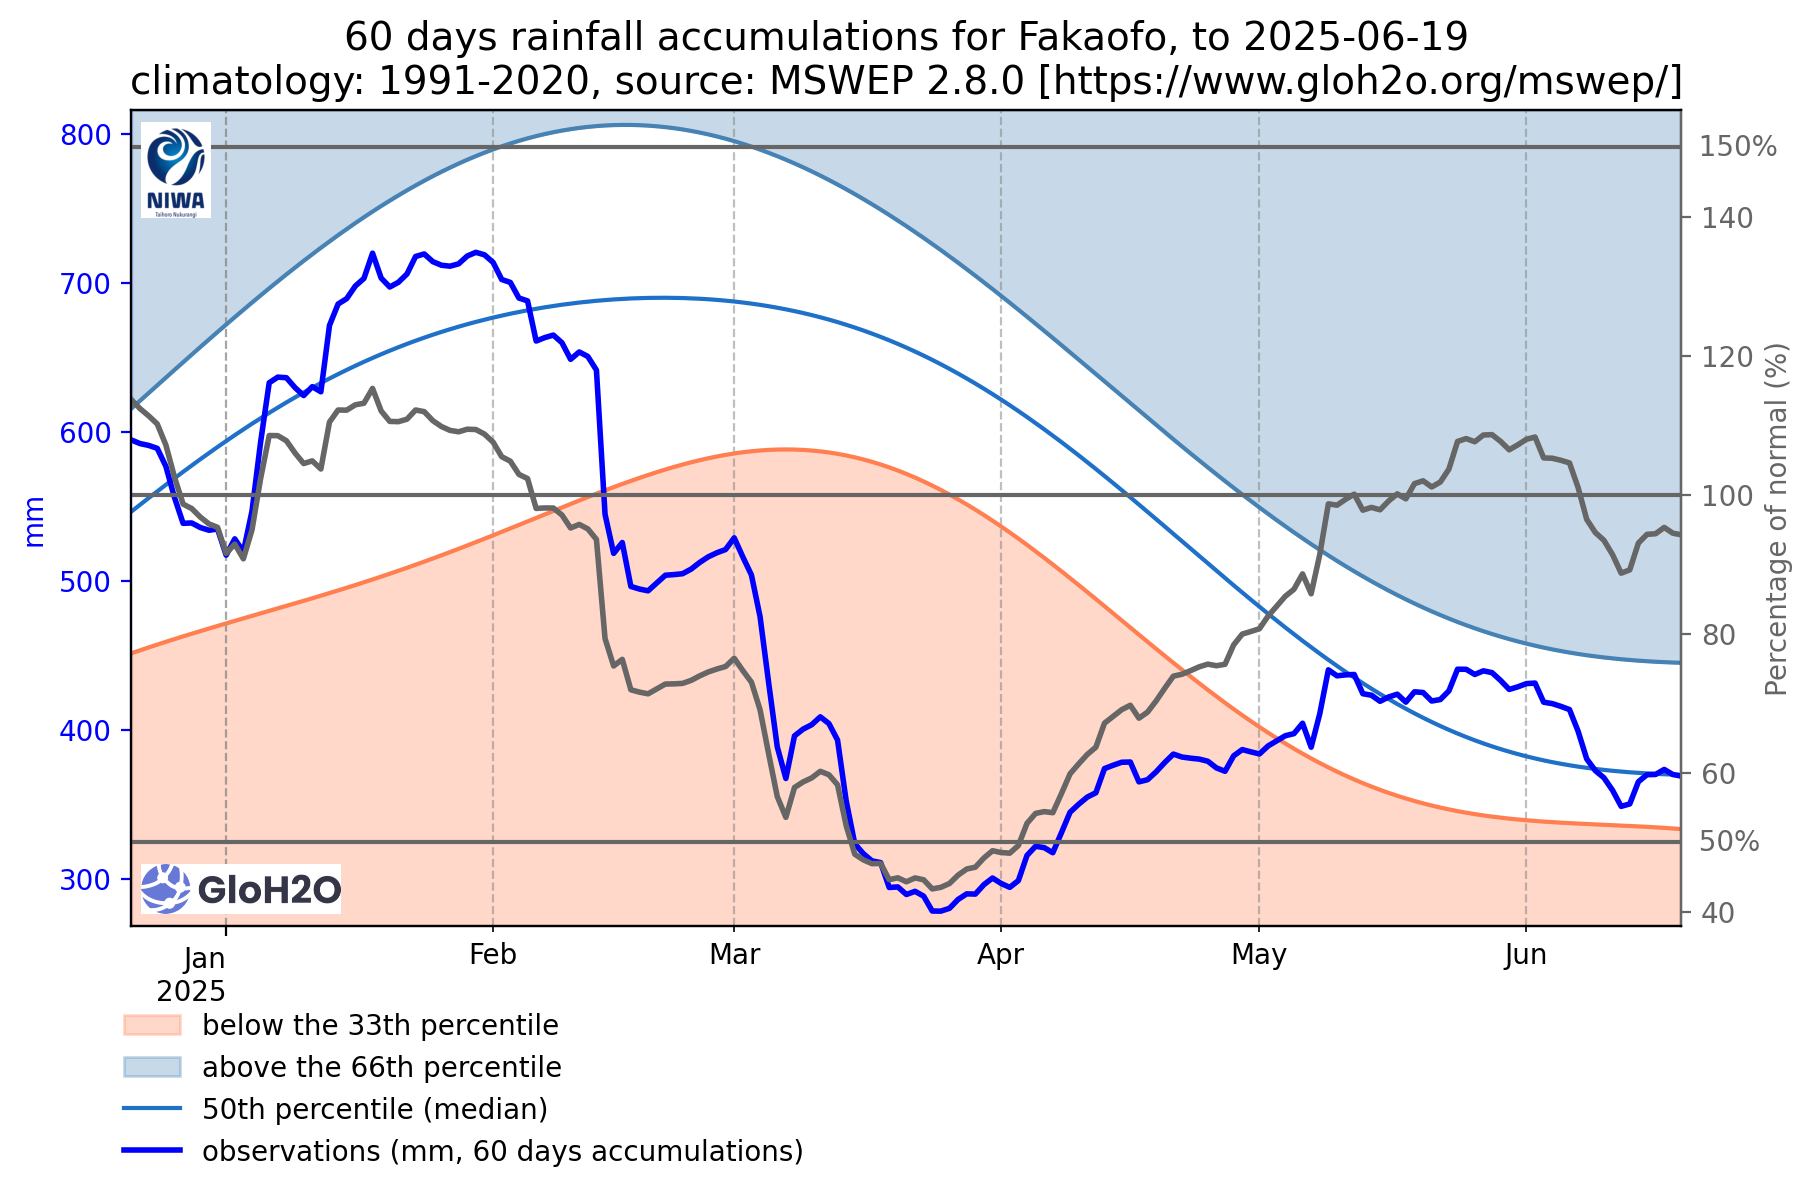 60 days rainfall accumulations for Fakaofo, to 2025-06-19
climatology: 1991-2020, source: MSWEP 2.8.0 [https://www.gloh2o.org/mswep/]
800
700
600
500
400
300
mm
NIWA
Taihoro Nukurangi
GloH2O
150%
140
120
100
80
60
50%
40
Percentage of normal (%)
Jan
2025
Feb
Mar
Apr
May
Jun
below the 33th percentile
above the 66th percentile
50th percentile (median)
observations (mm, 60 days accumulations)